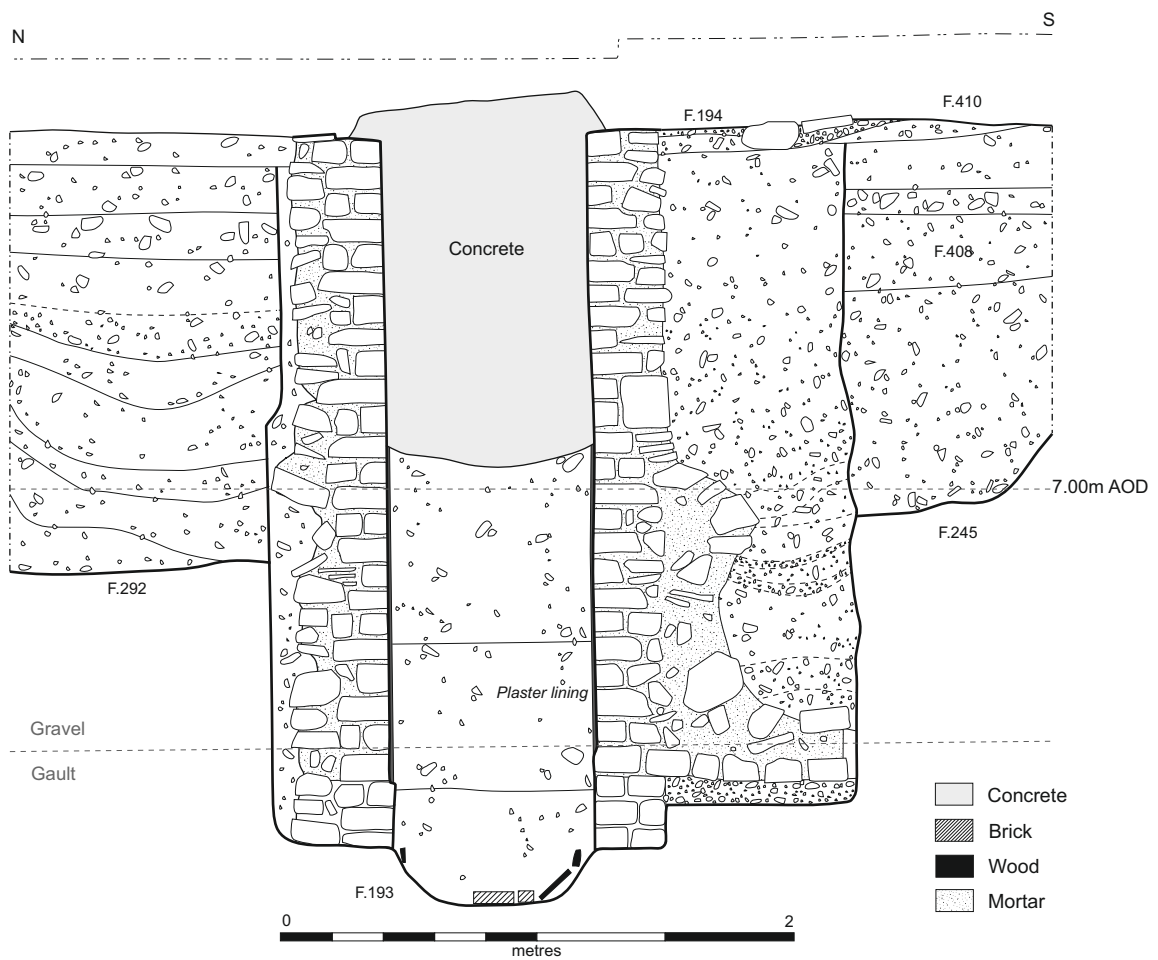 N
S
F.194
F.410
Concrete
F.408
7.00m AOD
F.245
F.292
Plaster lining
Gravel
Gault
Concrete
Brick
Wood
Mortar
F.193
0
2
metres